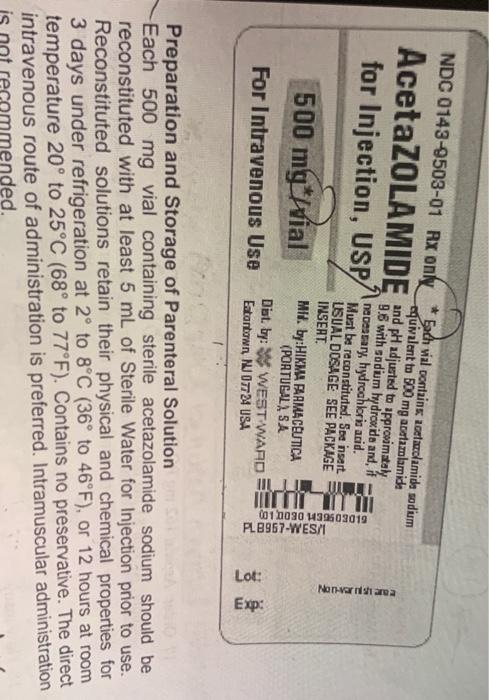 NDC 0143-9503-01 Rx only
AcetaZOLAMIDE
for Injection, USP
500 mg*/vial
For Intravenous Use
* Each vial contains: acetazolamide sodium
equivalent to 500 mg acetazolamide
and pH adjusted to approximately
9.6 with sodium hydroxide and, if
necessary, hydrochloric acid.
Must be reconstituted. See insert.
USUAL DOSAGE: SEE PACKAGE
INSERT.
Mfd. by: HIKMA FARMACÊUTICA
(PORTUGAL), S.A.
Dist. by: WEST-WARD
Eatontown, NJ 07724 USA
PLB957-WES/1
Non-varnish area
Lot:
Exp:
Preparation and Storage of Parenteral Solution
Each 500 mg vial containing sterile acetazolamide sodium should be
reconstituted with at least 5 mL of Sterile Water for Injection prior to use.
Reconstituted solutions retain their physical and chemical properties for
3 days under refrigeration at 2° to 8°C (36° to 46°F), or 12 hours at room
temperature 20° to 25°C (68° to 77°F). Contains no preservative. The direct
intravenous route of administration is preferred. Intramuscular administration
is not recommended.